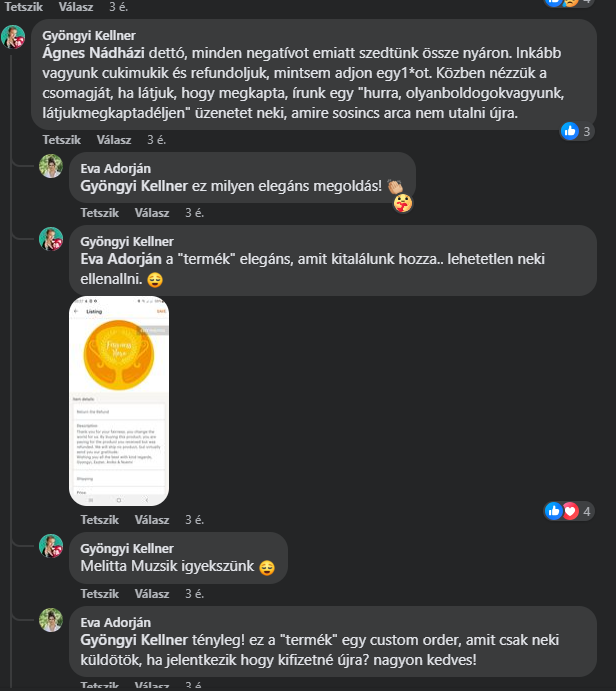 Tetszik Válasz 3 é.
Gyöngyi Kellner
Ágnes Nádházi dettó, minden negatívot emiatt szedtünk össze nyáron. Inkább
vagyunk cukimukik és refundoljuk, mintsem adjon egy1*ot. Közben nézzük a
csomagját, ha látjuk, hogy megkapta, írunk egy "hurra, olyanboldogokvagyunk,
látjukmegkaptadéljen" üzenetet neki, amire sosincs arca nem utalni újra.
3
Tetszik Válasz 3 é.
Eva Adorján
Gyöngyi Kellner ez milyen elegáns megoldás! 👏🏼
Tetszik Válasz 3 é.
Gyöngyi Kellner
Eva Adorján a "termék" elegáns, amit kitalálunk hozza.. lehetetlen neki
ellenallni. 😌
Listing
SAVE
Item details
Return the Refund
Description
Thank you for your fairness, you change the
world for us. By buying this product, you are
paying for the product you received but was
refunded. We will ship no product, but virtually
send you our gratitude.
Wishing you all the best with kind regards,
Shipping
Price
4
Tetszik Válasz 3 é.
Gyöngyi Kellner
Melitta Muzsik igyekszünk 😌
Tetszik Válasz 3 é.
Eva Adorján
Gyöngyi Kellner tényleg! ez a "termék" egy custom order, amit csak neki
küldötök, ha jelentkezik hogy kifizetné újra? nagyon kedves!
Tetszik Válasz 3 é.